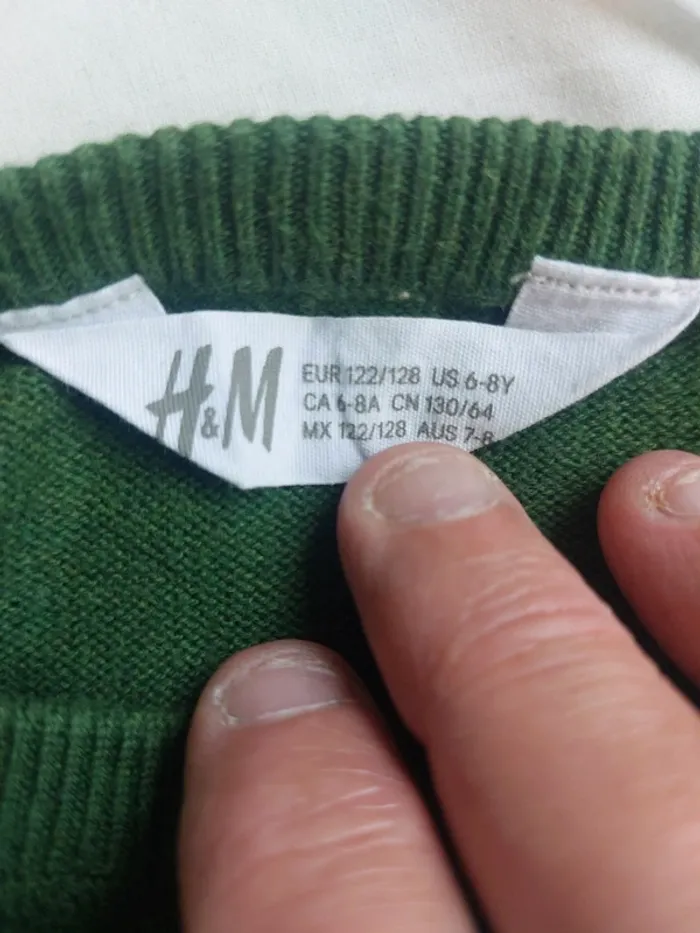 H&M
EUR 122/128 US 6-8Y
CA 6-8A CN 130/64
MX 122/128 AUS 7-8